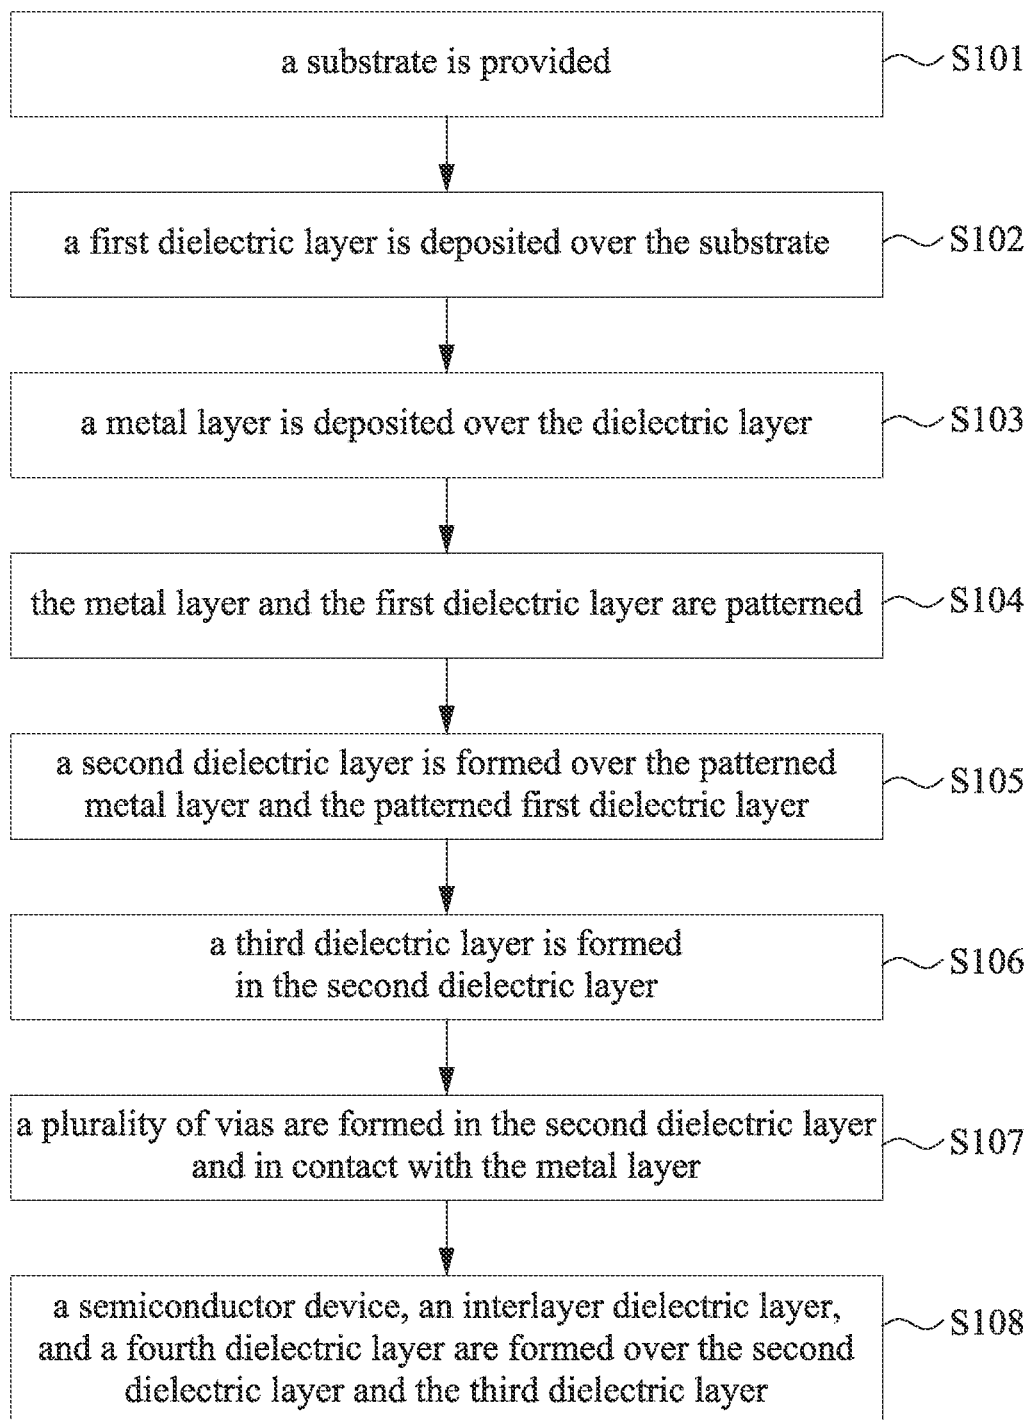 a substrate is provided
S101
a first dielectric layer is deposited over the substrate
S102
a metal layer is deposited over the dielectric layer
S103
the metal layer and the first dielectric layer are patterned
S104
a second dielectric layer is formed over the patterned
metal layer and the patterned first dielectric layer
S105
a third dielectric layer is formed
in the second dielectric layer
S106
a plurality of vias are formed in the second dielectric layer
and in contact with the metal layer
S107
a semiconductor device, an interlayer dielectric layer,
and a fourth dielectric layer are formed over the second
dielectric layer and the third dielectric layer
S108